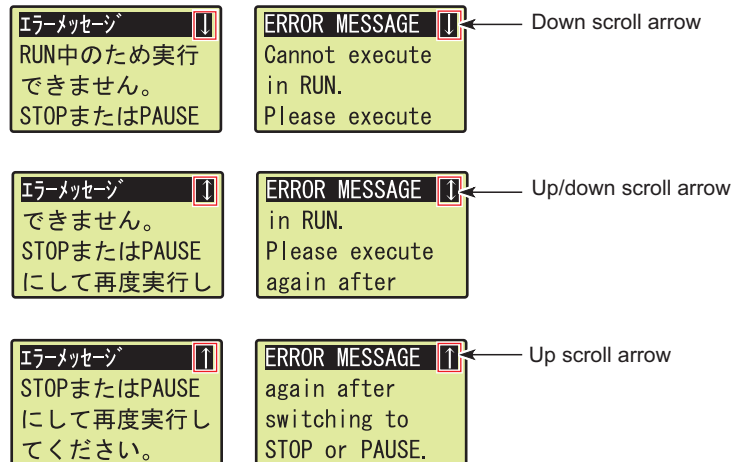 ｴﾗｰﾒｯｾｰｼﾞ ↓
RUN中のため実行
できません。
STOPまたはPAUSE
ERROR MESSAGE ↓
Cannot execute
in RUN.
Please execute
Down scroll arrow
ｴﾗｰﾒｯｾｰｼﾞ ↕
できません。
STOPまたはPAUSE
にして再度実行し
ERROR MESSAGE ↕
in RUN.
Please execute
again after
Up/down scroll arrow
ｴﾗｰﾒｯｾｰｼﾞ ↑
STOPまたはPAUSE
にして再度実行し
てください。
ERROR MESSAGE ↑
again after
switching to
STOP or PAUSE.
Up scroll arrow